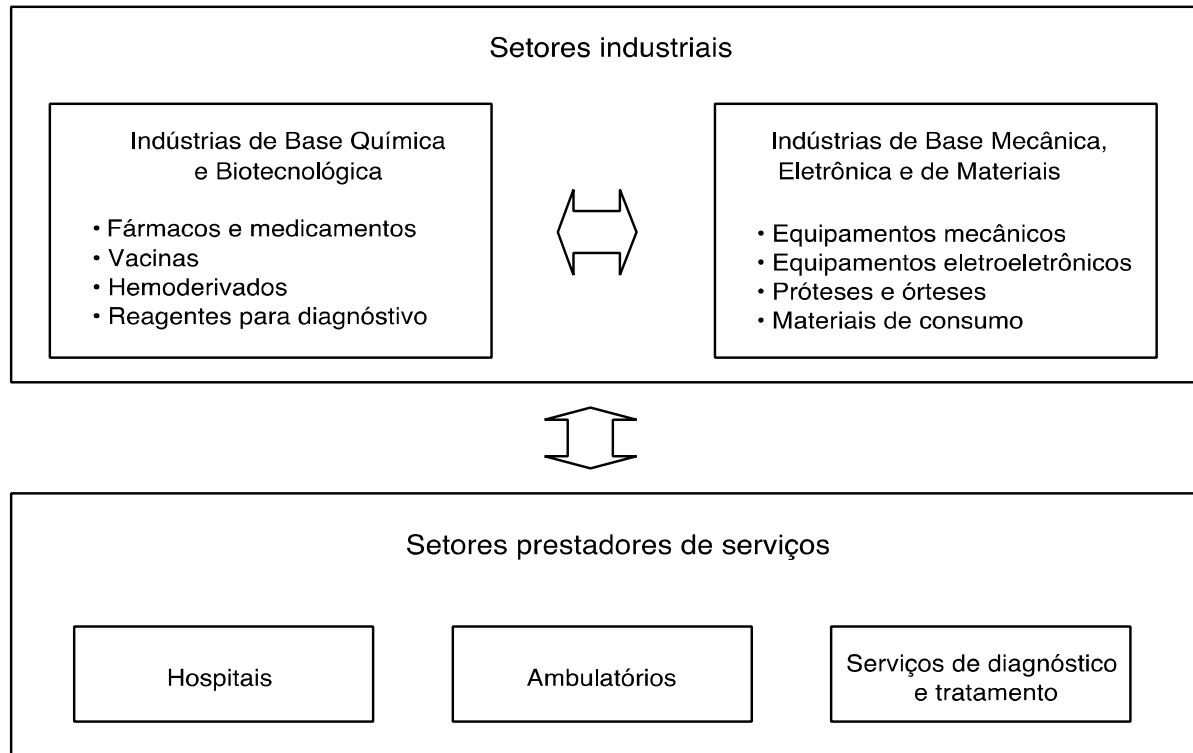 Setores industriais
Indústrias de Base Química
e Biotecnológica
• Fármacos e medicamentos
• Vacinas
• Hemoderivados
• Reagentes para diagnóstivo
Indústrias de Base Mecânica,
Eletrônica e de Materiais
• Equipamentos mecânicos
• Equipamentos eletroeletrônicos
• Próteses e órteses
• Materiais de consumo
Setores prestadores de serviços
Hospitais
Ambulatórios
Serviços de diagnóstico
e tratamento